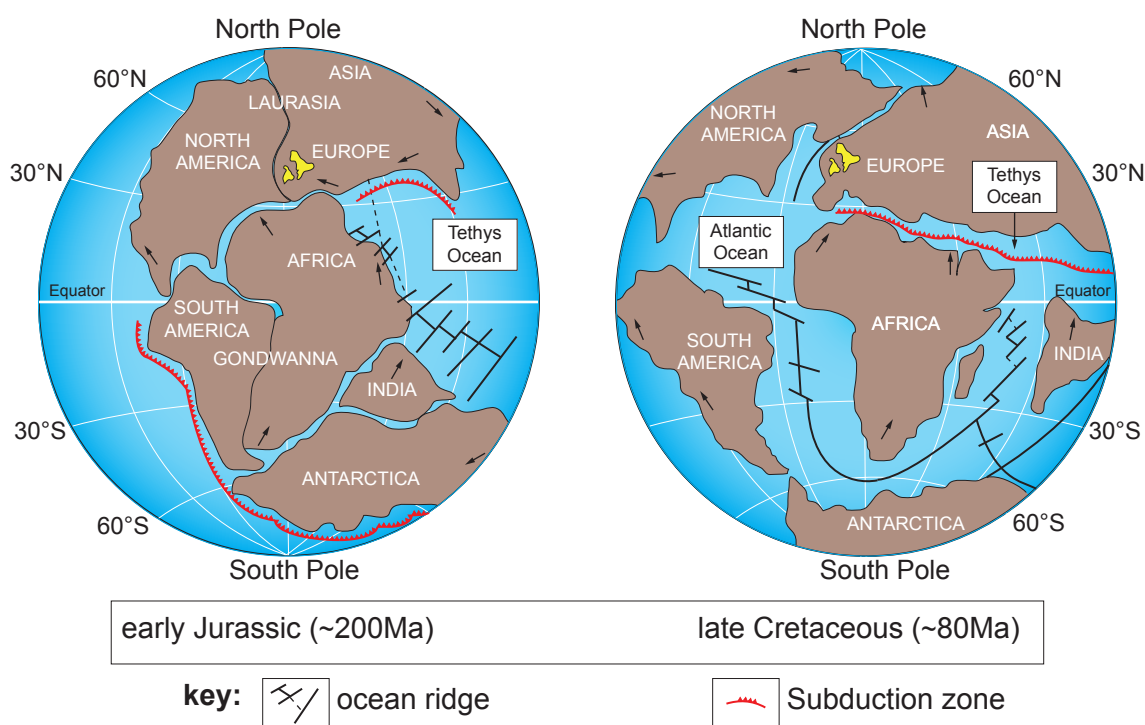 North Pole
60°N
30°N
ASIA
LAURASIA
NORTH
AMERICA
EUROPE
Tethys
Ocean
AFRICA
Equator
SOUTH
AMERICA
GONDWANNA
INDIA
30°S
ANTARCTICA
60°S
South Pole
North Pole
60°N
NORTH
AMERICA
ASIA
EUROPE
30°N
Tethys
Ocean
Atlantic
Ocean
Equator
AFRICA
SOUTH
AMERICA
INDIA
30°S
ANTARCTICA
60°S
South Pole
early Jurassic (~200Ma)
late Cretaceous (~80Ma)
key:
ocean ridge
Subduction zone